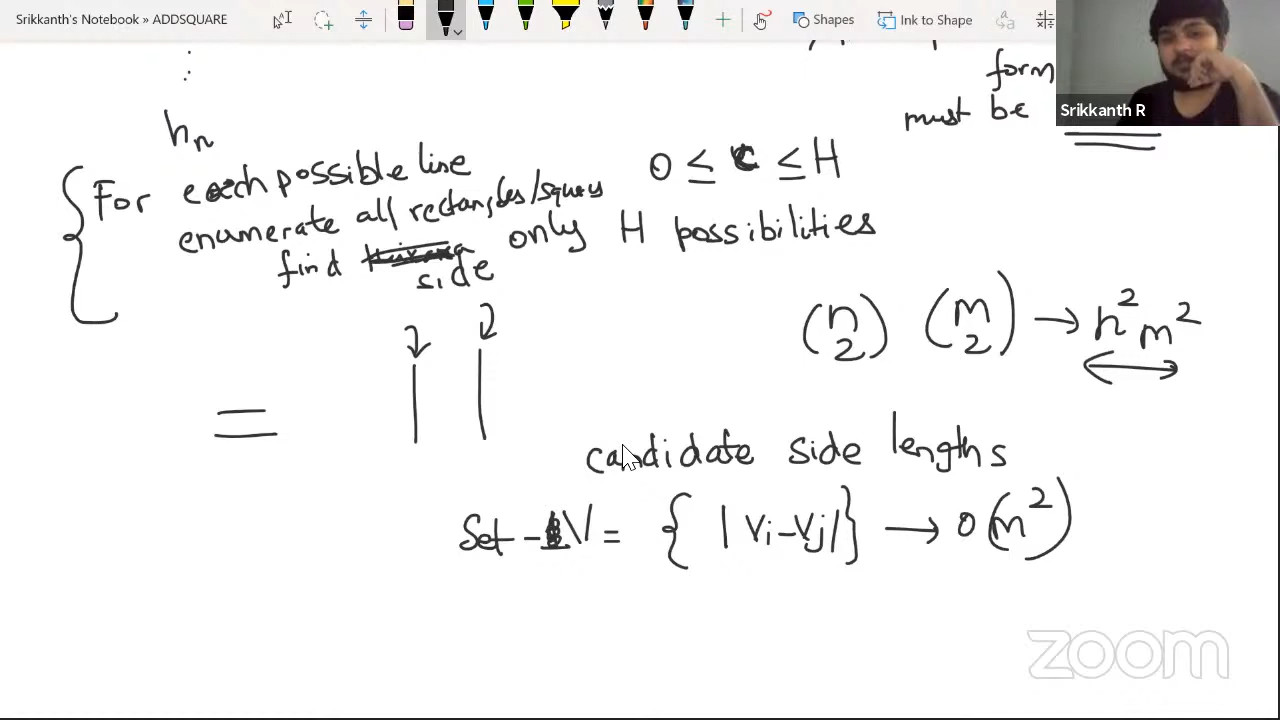 Srikkanth's Notebook » ADDSQUARE
Shapes
Ink to Shape
form
must be
Srikkanth R
hn
For each possible line
enumerate all rectangles/squares
find side
0 ≤ c ≤ H
only H possibilities
(n 2) (m 2) → n² m²
=
candidate side lengths
Set - V = { | Vi - Vj | } → O(m²)
zoom